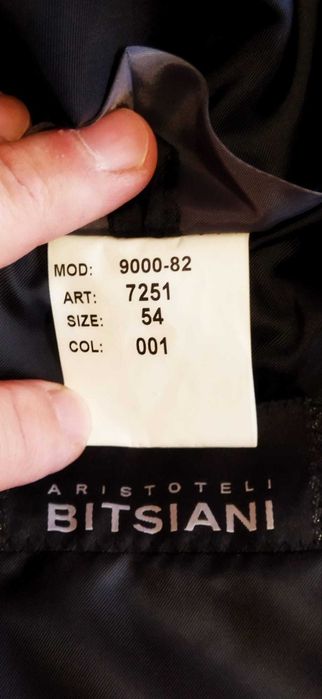 MOD: 9000-82
ART: 7251
SIZE: 54
COL: 001
ARISTOTELI
BITSIANI